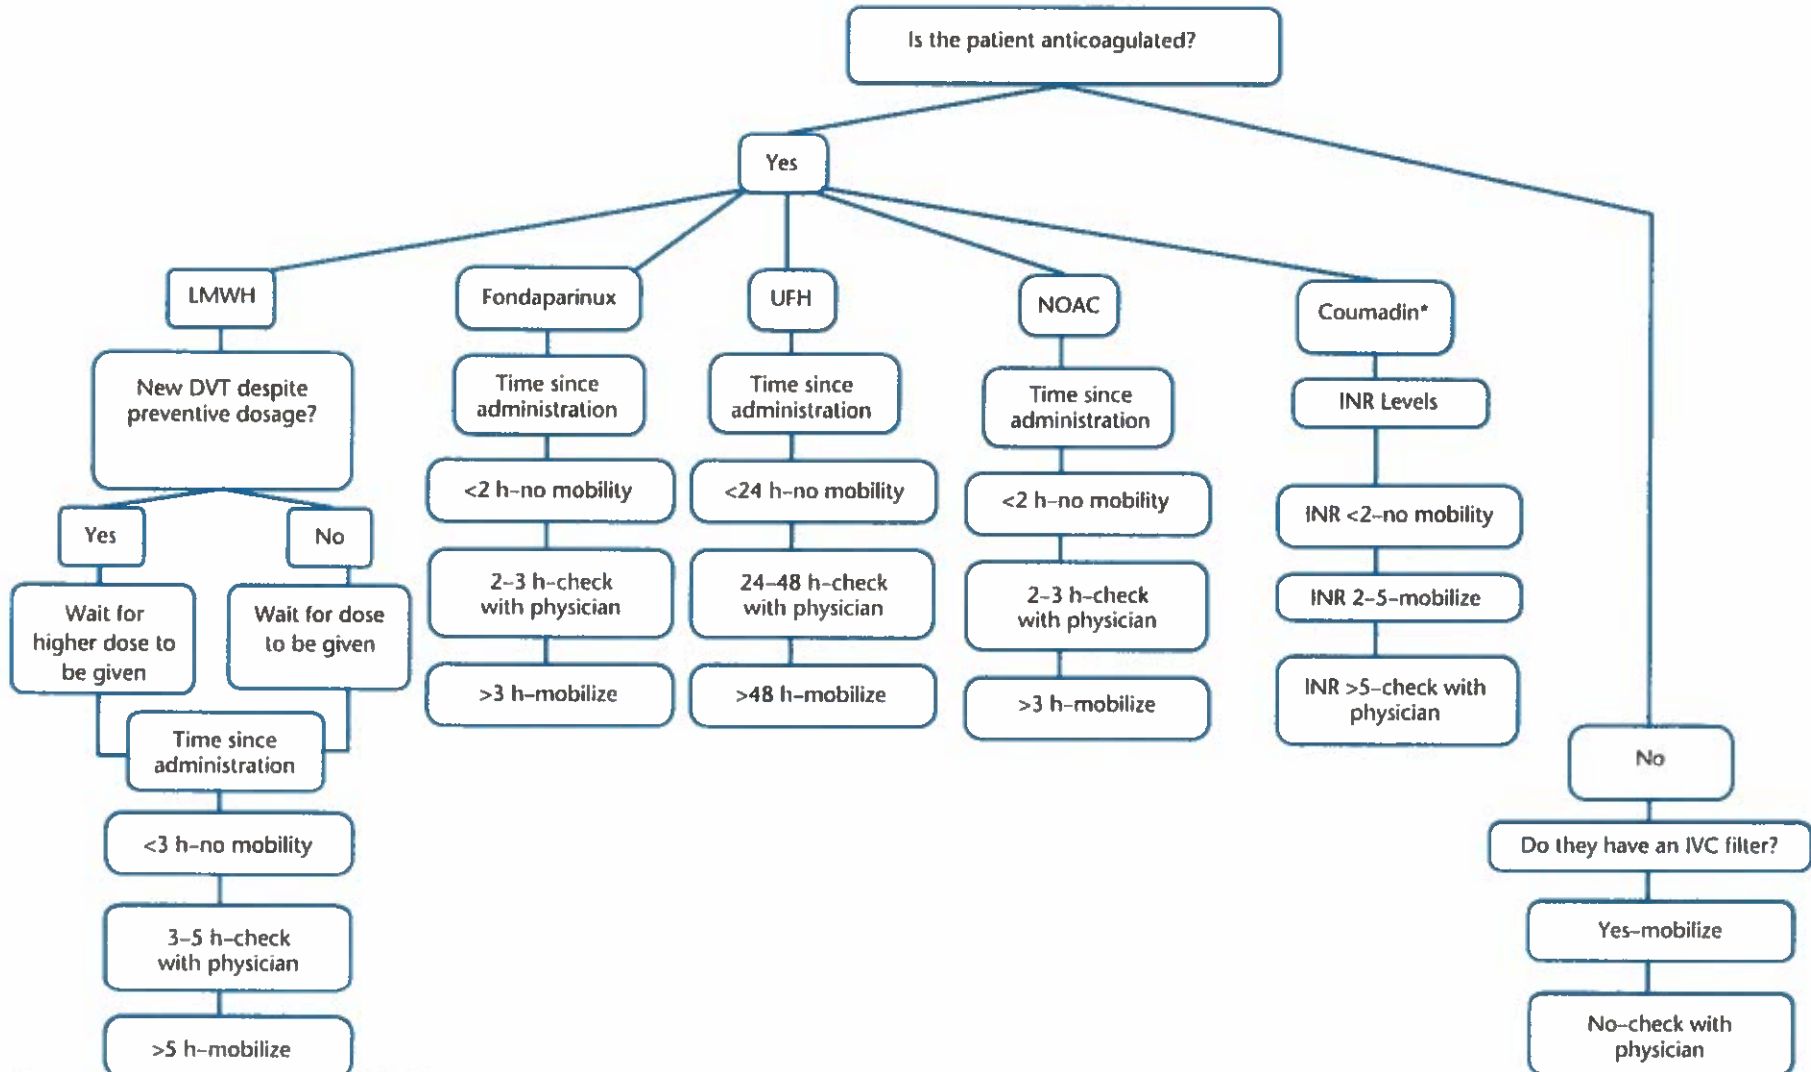 Is the patient anticoagulated?
Yes
LMWH
New DVT despite
preventive dosage?
Yes
No
Wait for
higher dose to
be given
Wait for dose
to be given
Time since
administration
<3 h–no mobility
3–5 h–check
with physician
>5 h–mobilize
Fondaparinux
Time since
administration
<2 h–no mobility
2–3 h–check
with physician
>3 h–mobilize
UFH
Time since
administration
<24 h–no mobility
24–48 h–check
with physician
>48 h–mobilize
NOAC
Time since
administration
<2 h–no mobility
2–3 h–check
with physician
>3 h–mobilize
Coumadin*
INR Levels
INR <2–no mobility
INR 2–5–mobilize
INR >5–check with
physician
No
Do they have an IVC filter?
Yes–mobilize
No–check with
physician